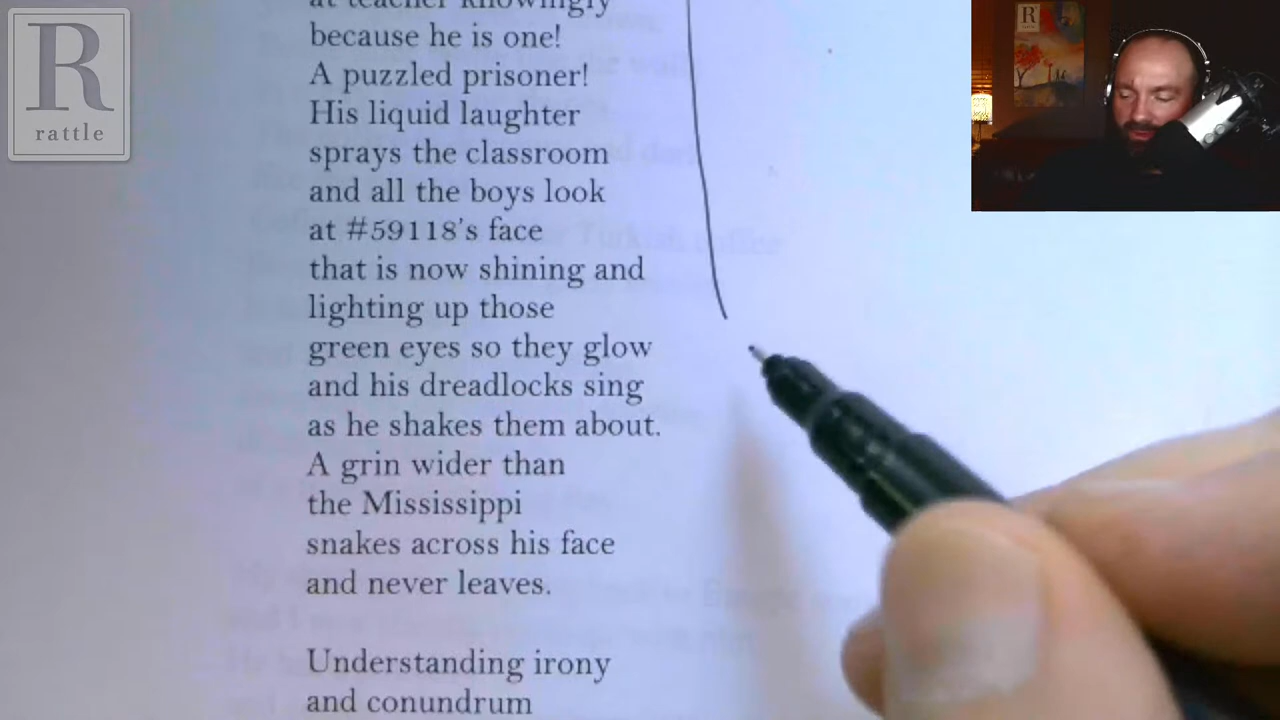 R
rattle
at teacher knowingly
because he is one!
A puzzled prisoner!
His liquid laughter
sprays the classroom
and all the boys look
at #59118's face
that is now shining and
lighting up those
green eyes so they glow
and his dreadlocks sing
as he shakes them about.
A grin wider than
the Mississippi
snakes across his face
and never leaves.
Understanding irony
and conundrum
R